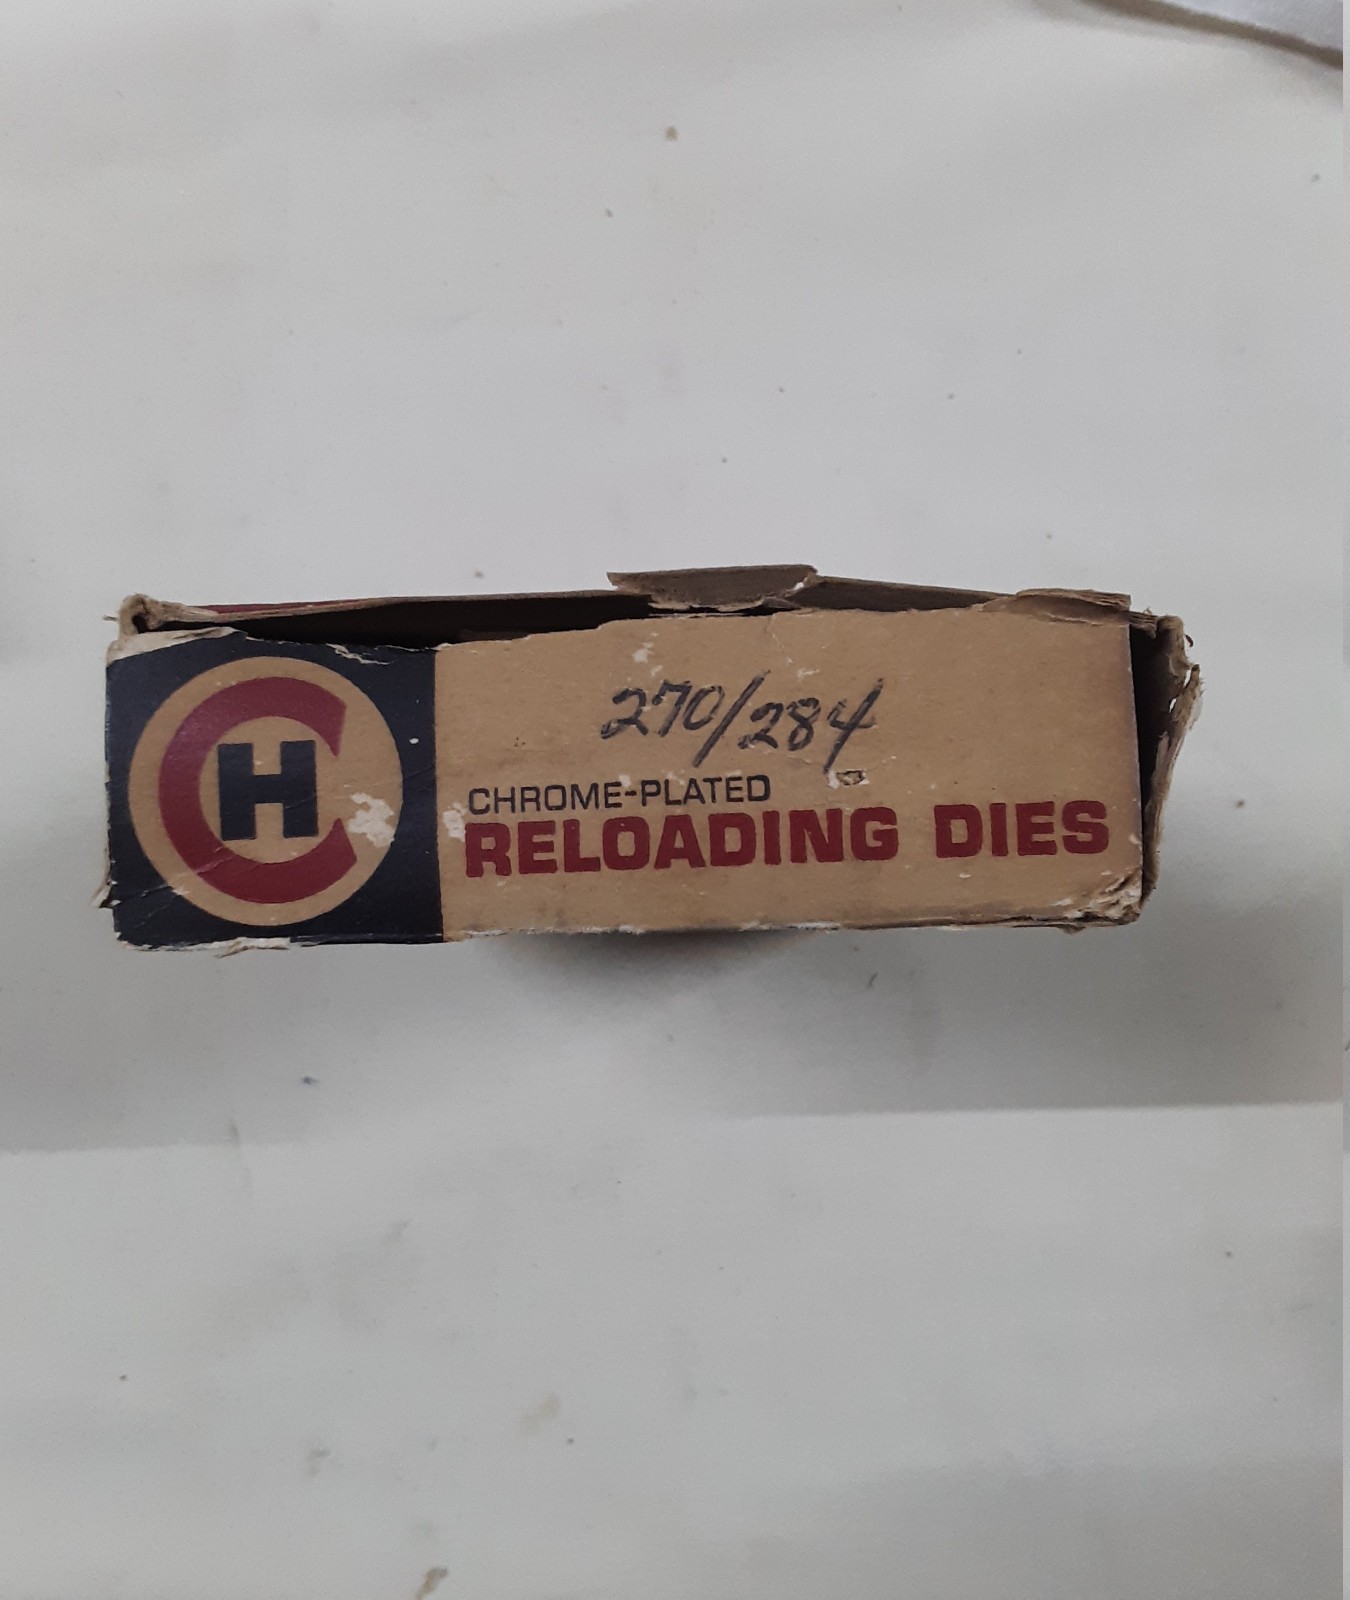 CH
270/284
CHROME-PLATED
RELOADING DIES